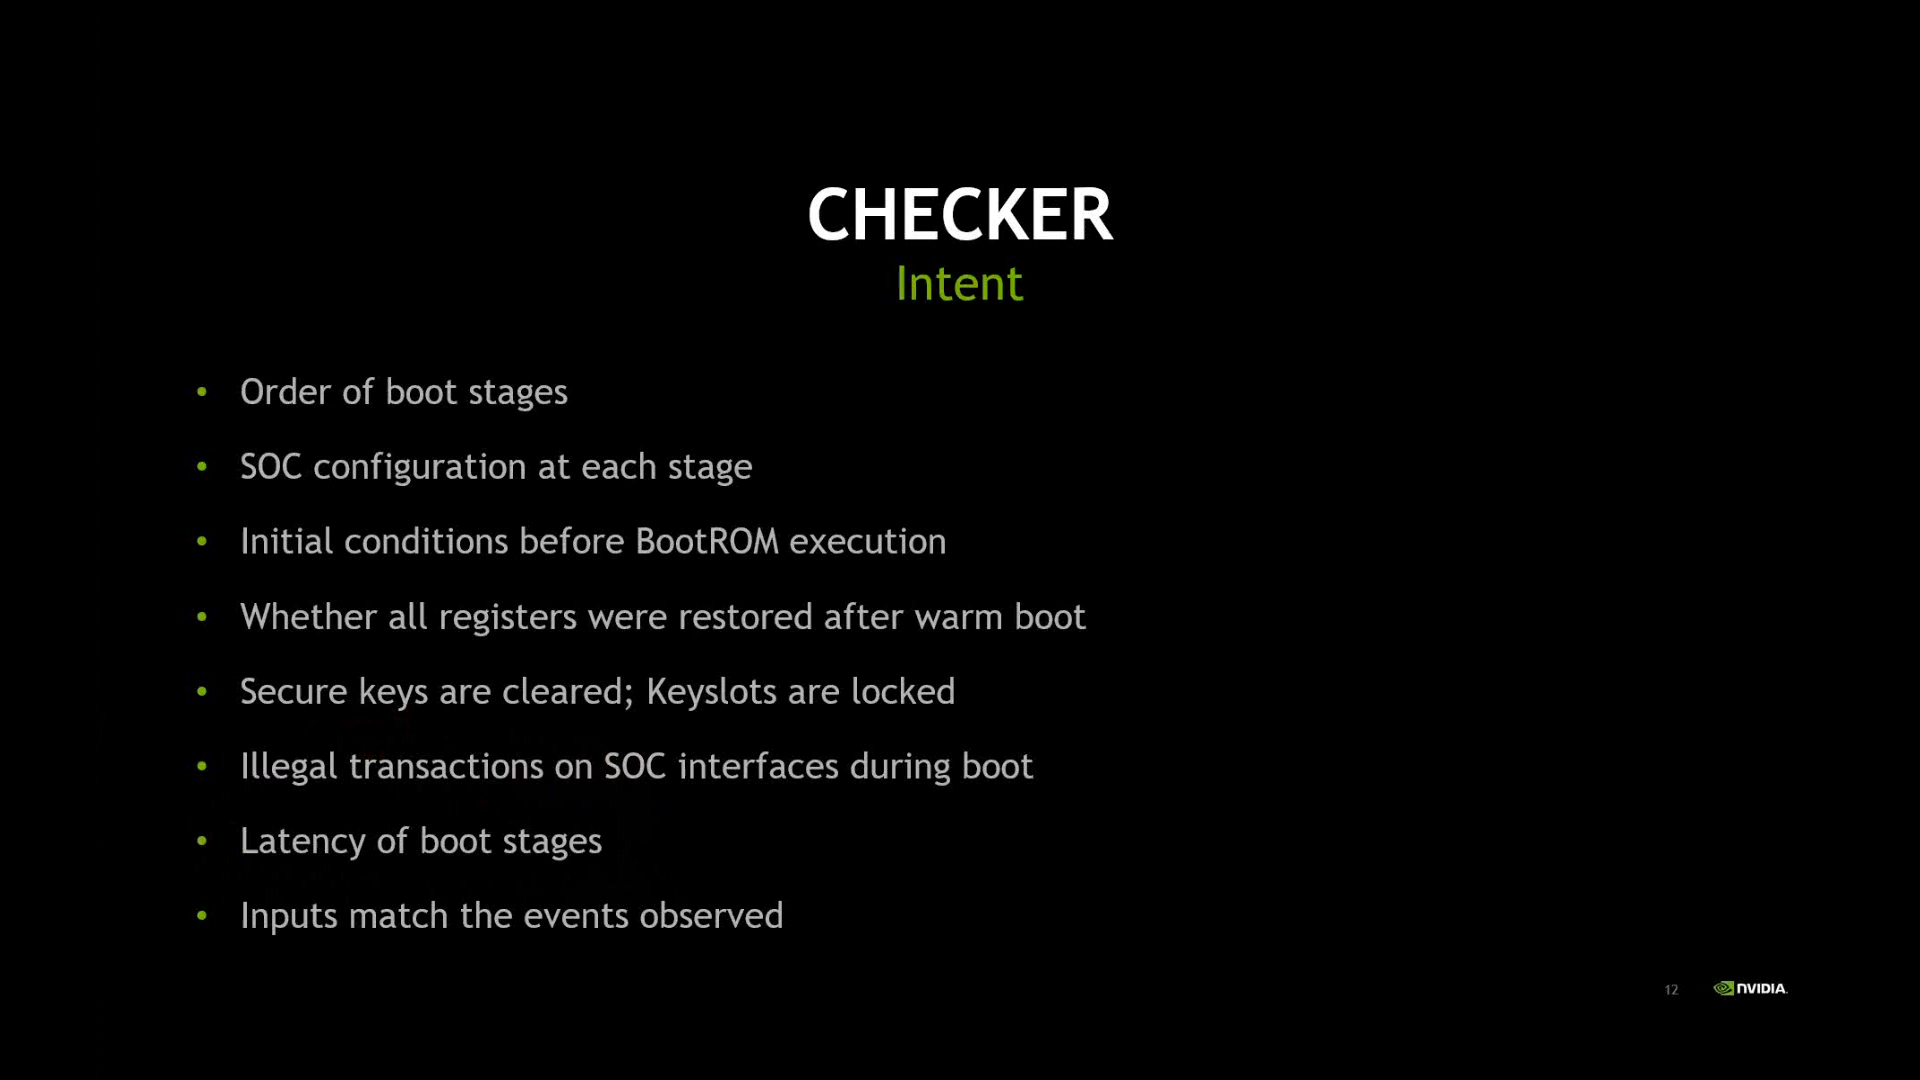 CHECKER
Intent
• Order of boot stages
• SOC configuration at each stage
• Initial conditions before BootROM execution
• Whether all registers were restored after warm boot
• Secure keys are cleared; Keyslots are locked
• Illegal transactions on SOC interfaces during boot
• Latency of boot stages
• Inputs match the events observed
12 NVIDIA.